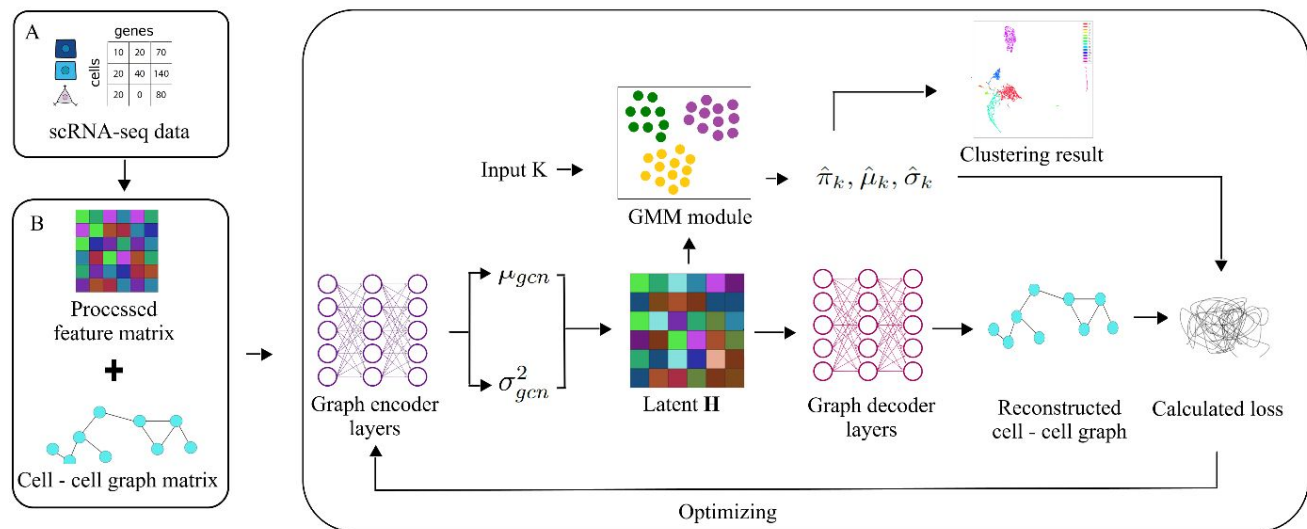 A
genes
cells
10 20 70
20 40 140
20 0 80
scRNA-seq data
B
Processed
feature matrix
+
Cell - cell graph matrix
Input K
GMM module
π̂ₖ, μ̂ₖ, σ̂ₖ
Clustering result
Graph encoder
layers
μ_gcn
σ²_gcn
Latent H
Graph decoder
layers
Reconstructed
cell - cell graph
Calculated loss
Optimizing